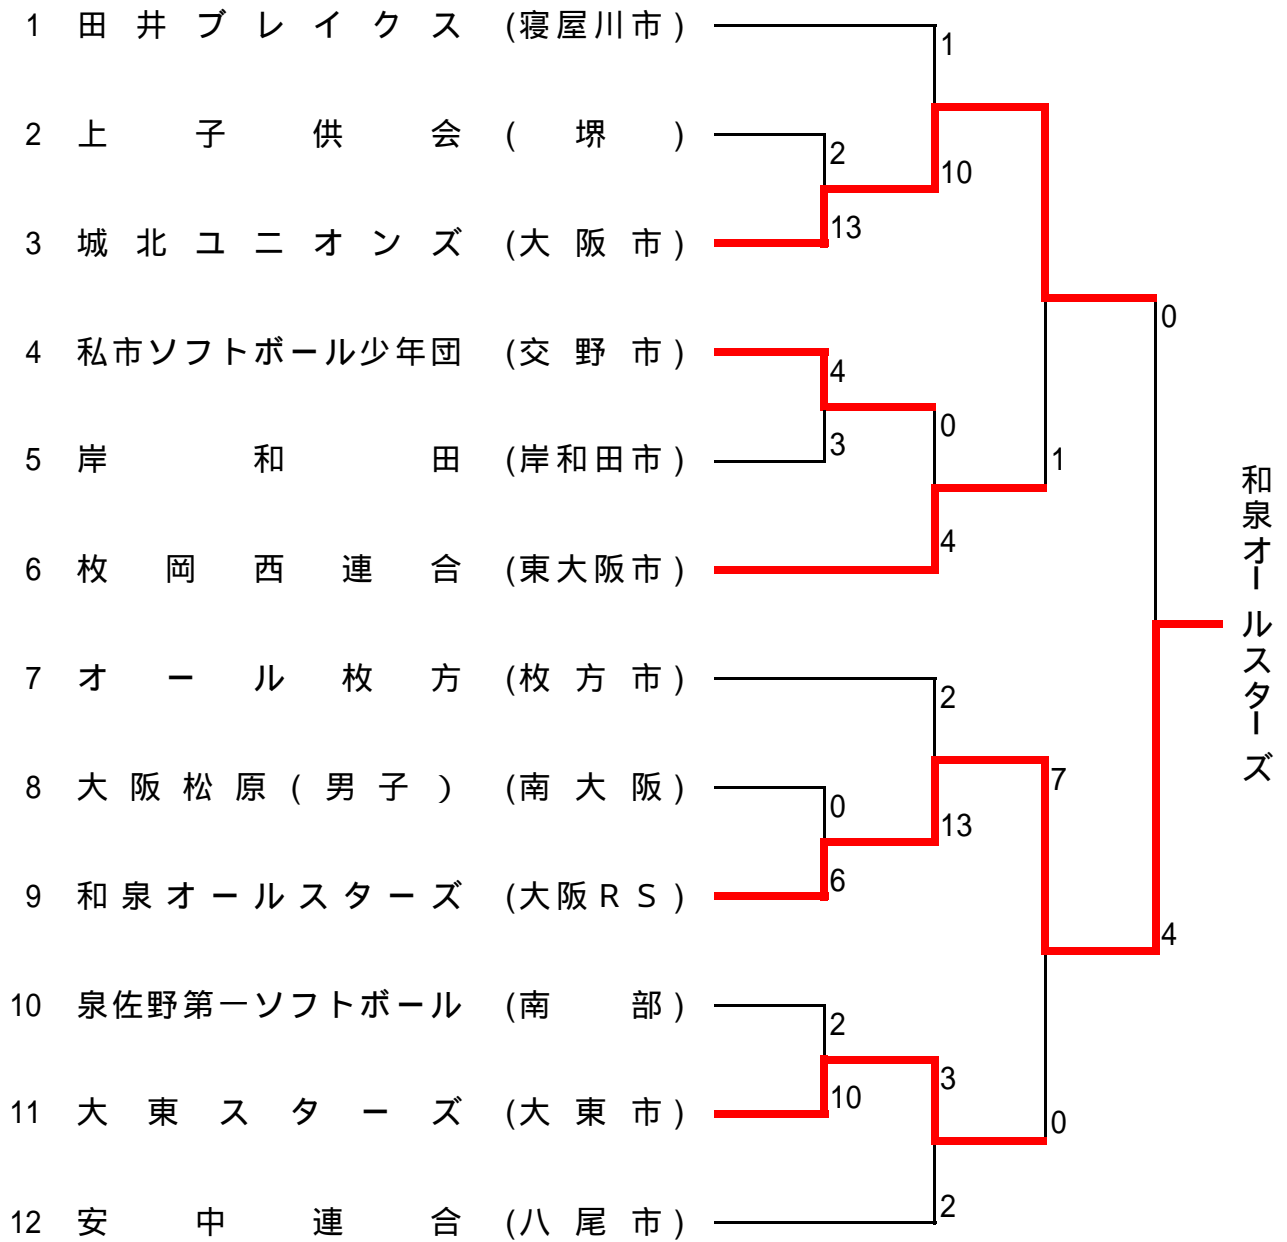 1 田井ブレイクス (寝屋川市)
1
2 上子供会 (堺)
2
10
13
3 城北ユニオンズ (大阪市)
0
4 私市ソフトボール少年団 (交野市)
4
0
3
1
5 岸和田 (岸和田市)
4
6 枚岡西連合 (東大阪市)
和泉オールスターズ
7 オール枚方 (枚方市)
2
7
8 大阪松原(男子) (南大阪)
0
13
6
9 和泉オールスターズ (大阪RS)
4
10 泉佐野第一ソフトボール (南部)
2
3
10
11 大東スターズ (大東市)
0
2
12 安中連合 (八尾市)